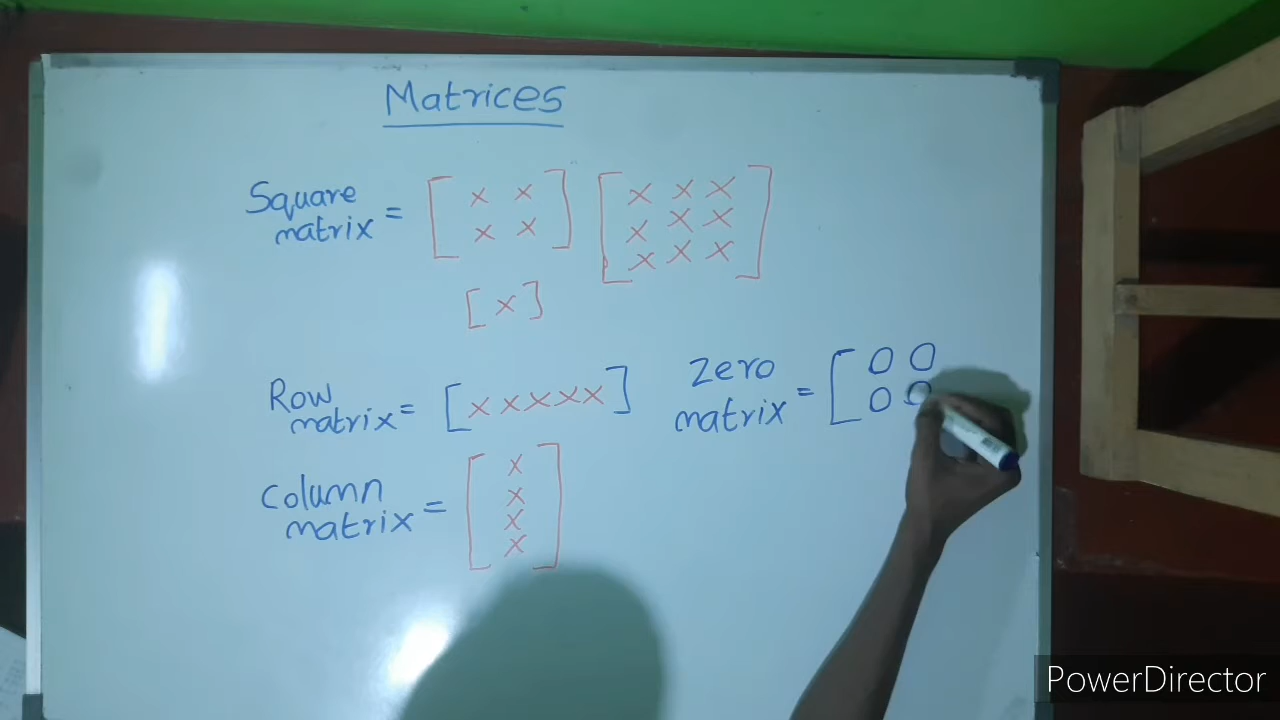 Matrices
Square
matrix = [ x x
x x ] [ x x x
x x x
x x x ]
[ x ]
Row
matrix = [ x x x x x ]
Column
matrix = [ x
x
x
x ]
Zero
matrix = [ 0 0
0 0
PowerDirector